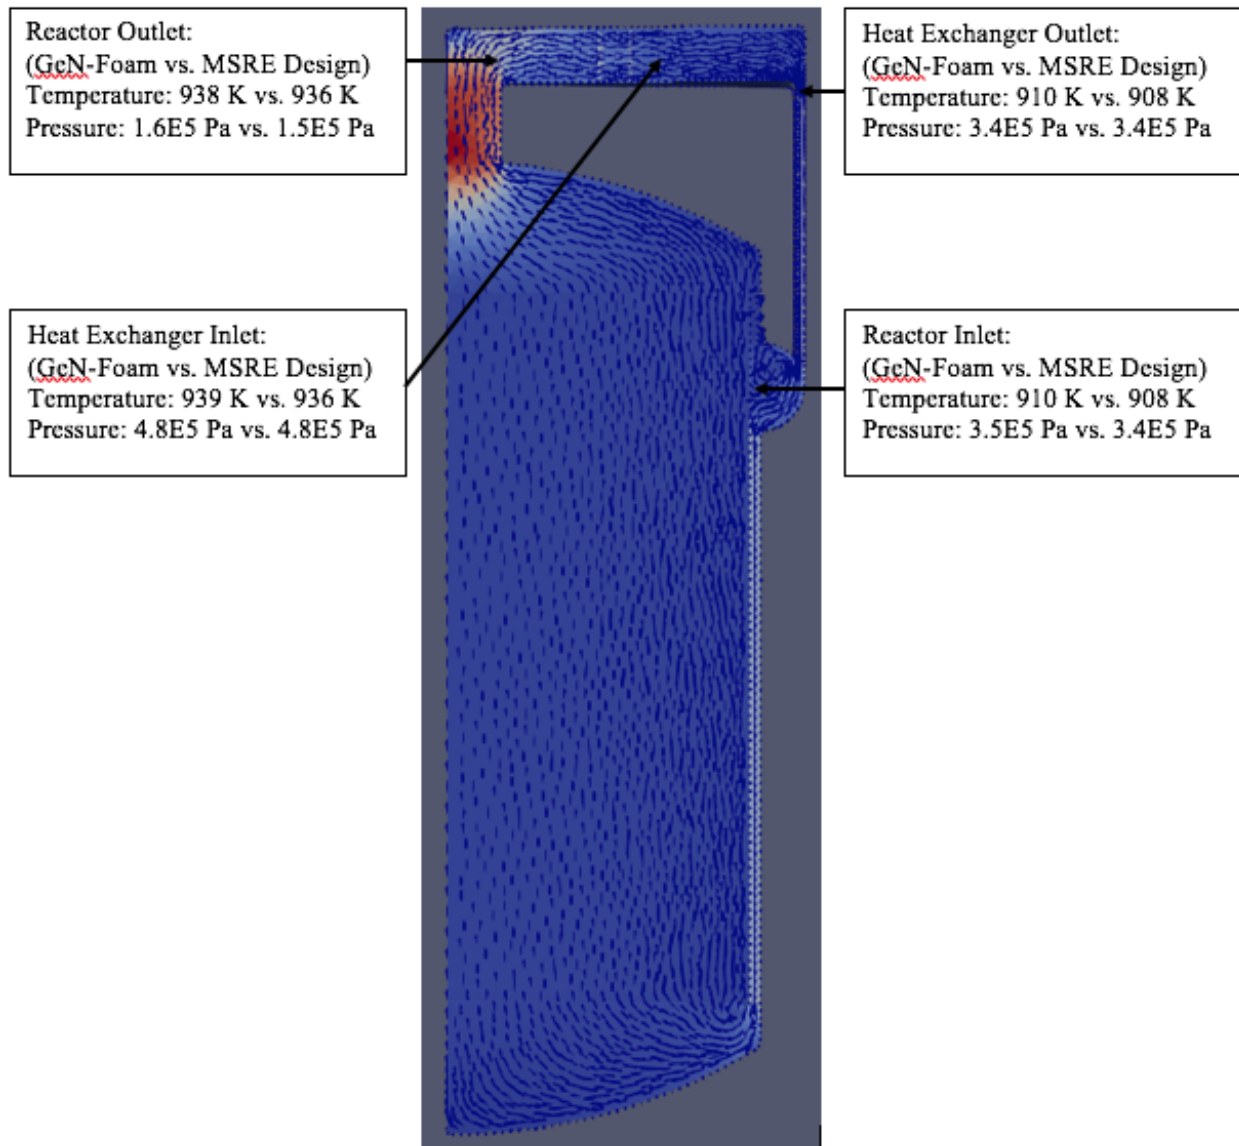 Reactor Outlet:
(GeN-Foam vs. MSRE Design)
Temperature: 938 K vs. 936 K
Pressure: 1.6E5 Pa vs. 1.5E5 Pa
Heat Exchanger Outlet:
(GeN-Foam vs. MSRE Design)
Temperature: 910 K vs. 908 K
Pressure: 3.4E5 Pa vs. 3.4E5 Pa
Heat Exchanger Inlet:
(GeN-Foam vs. MSRE Design)
Temperature: 939 K vs. 936 K
Pressure: 4.8E5 Pa vs. 4.8E5 Pa
Reactor Inlet:
(GeN-Foam vs. MSRE Design)
Temperature: 910 K vs. 908 K
Pressure: 3.5E5 Pa vs. 3.4E5 Pa